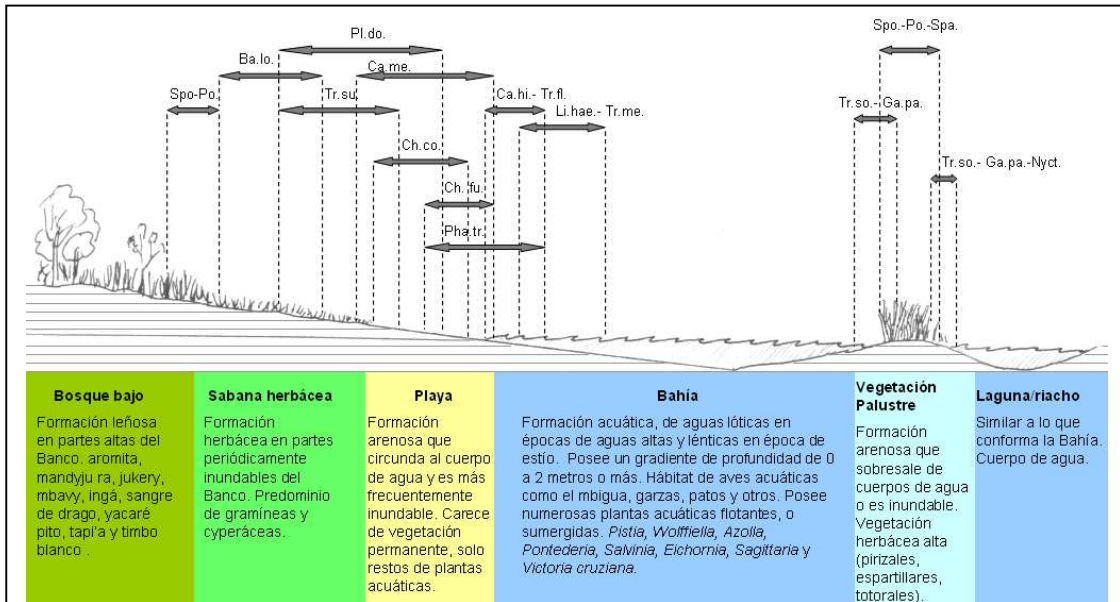 Spo.-Po.-Spa.
Pl.do.
Ba.lo.
Ca.me.
Spo-Po.
Tr.su.
Ca.hi.- Tr.fl.
Tr.so.- Ga.pa.
Li.hae.- Tr.me.
Ch.co.
Tr.so.- Ga.pa.-Nyct.
Ch. fu.
Pha.tr.
Bosque bajo
Formación leñosa
en partes altas del
Banco. aromita,
mandyju ra, jukery,
mbavy, ingá, sangre
de drago, yacaré
pito, tapi'a y timbo
blanco .
Sabana herbácea
Formación
herbácea en partes
periódicamente
inundables del
Banco. Predominio
de gramíneas y
cyperáceas.
Playa
Formación
arenosa que
circunda al cuerpo
de agua y es más
frecuentemente
inundable. Carece
de vegetación
permanente, solo
restos de plantas
acuáticas.
Bahía
Formación acuática, de aguas lóticas en
épocas de aguas altas y lénticas en época de
estío. Posee un gradiente de profundidad de 0
a 2 metros o más. Hábitat de aves acuáticas
como el mbigua, garzas, patos y otros. Posee
numerosas plantas acuáticas flotantes, o
sumergidas. Pistia, Wolffiella, Azolla,
Pontederia, Salvinia, Eichornia, Sagittaria y
Victoria cruziana.
Vegetación
Palustre
Formación
arenosa que
sobresale de
cuerpos de agua
o es inundable.
Vegetación
herbácea alta
(pirizales,
espartillares,
totorales).
Laguna/riacho
Similar a lo que
conforma la Bahía.
Cuerpo de agua.